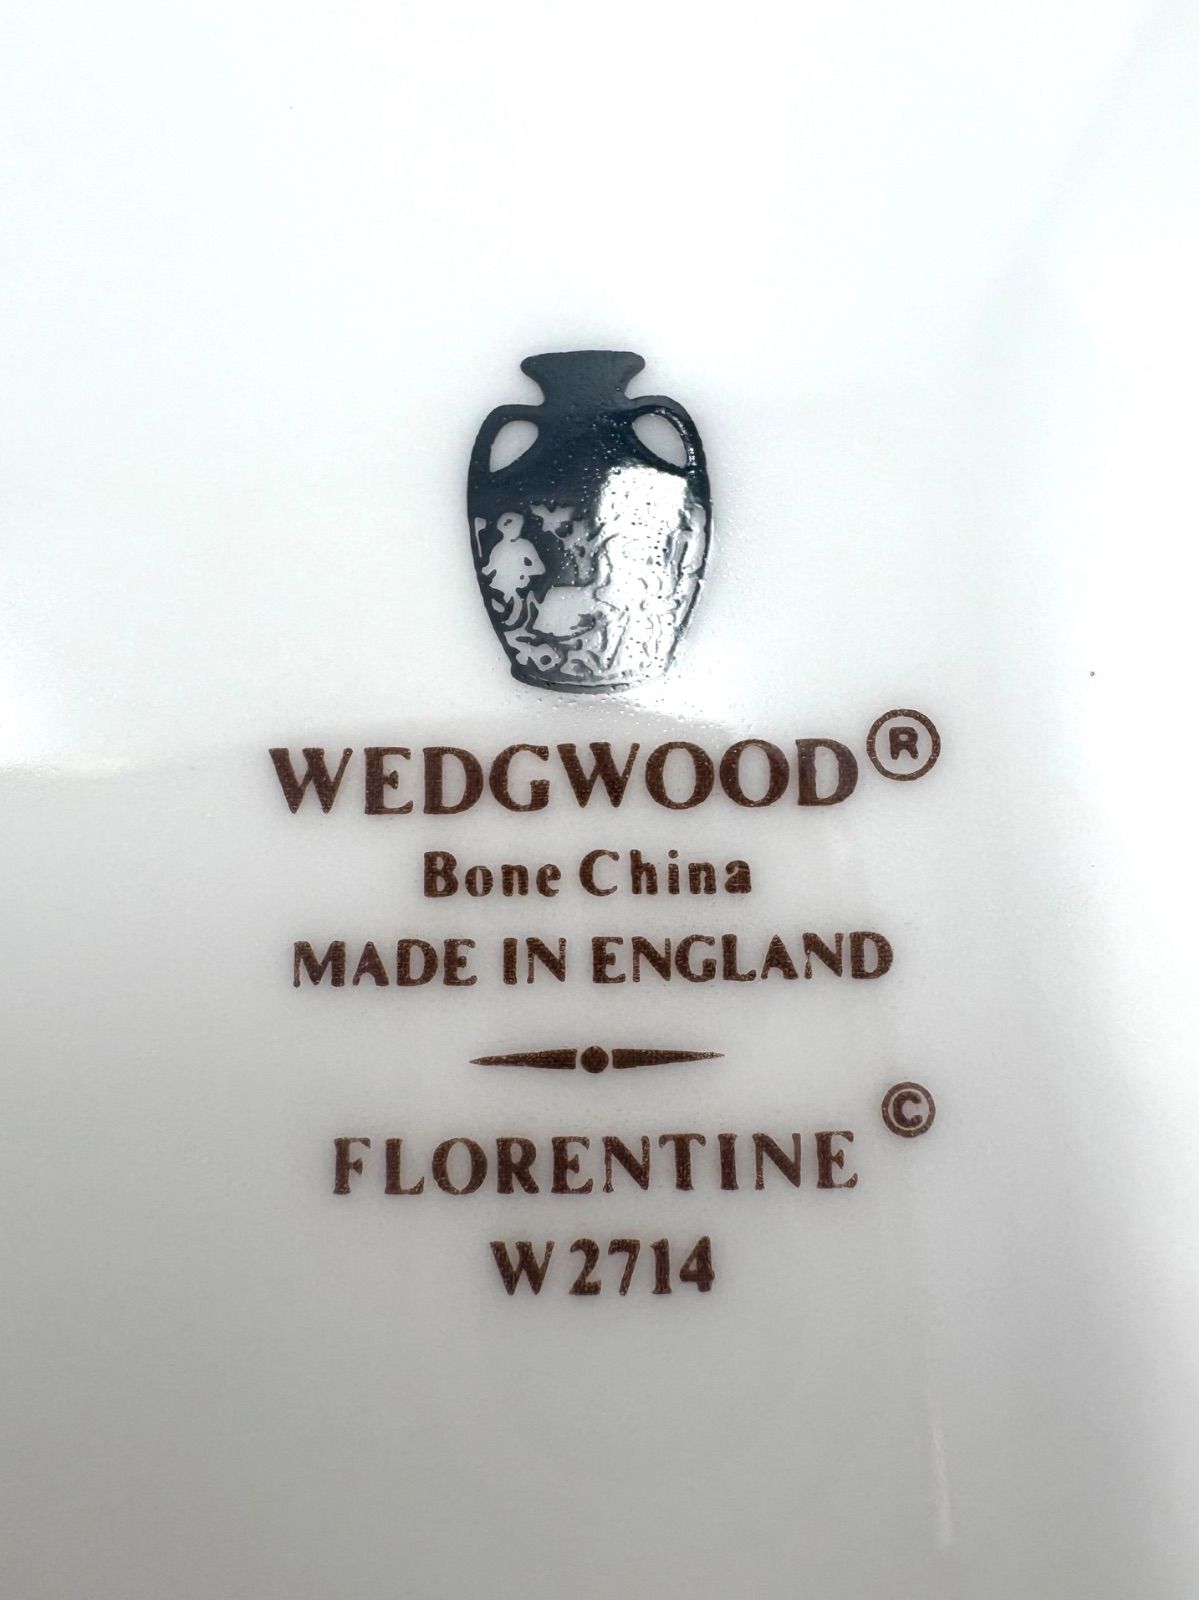 WEDGWOOD®
Bone China
MADE IN ENGLAND
FLORENTINE©
W2714